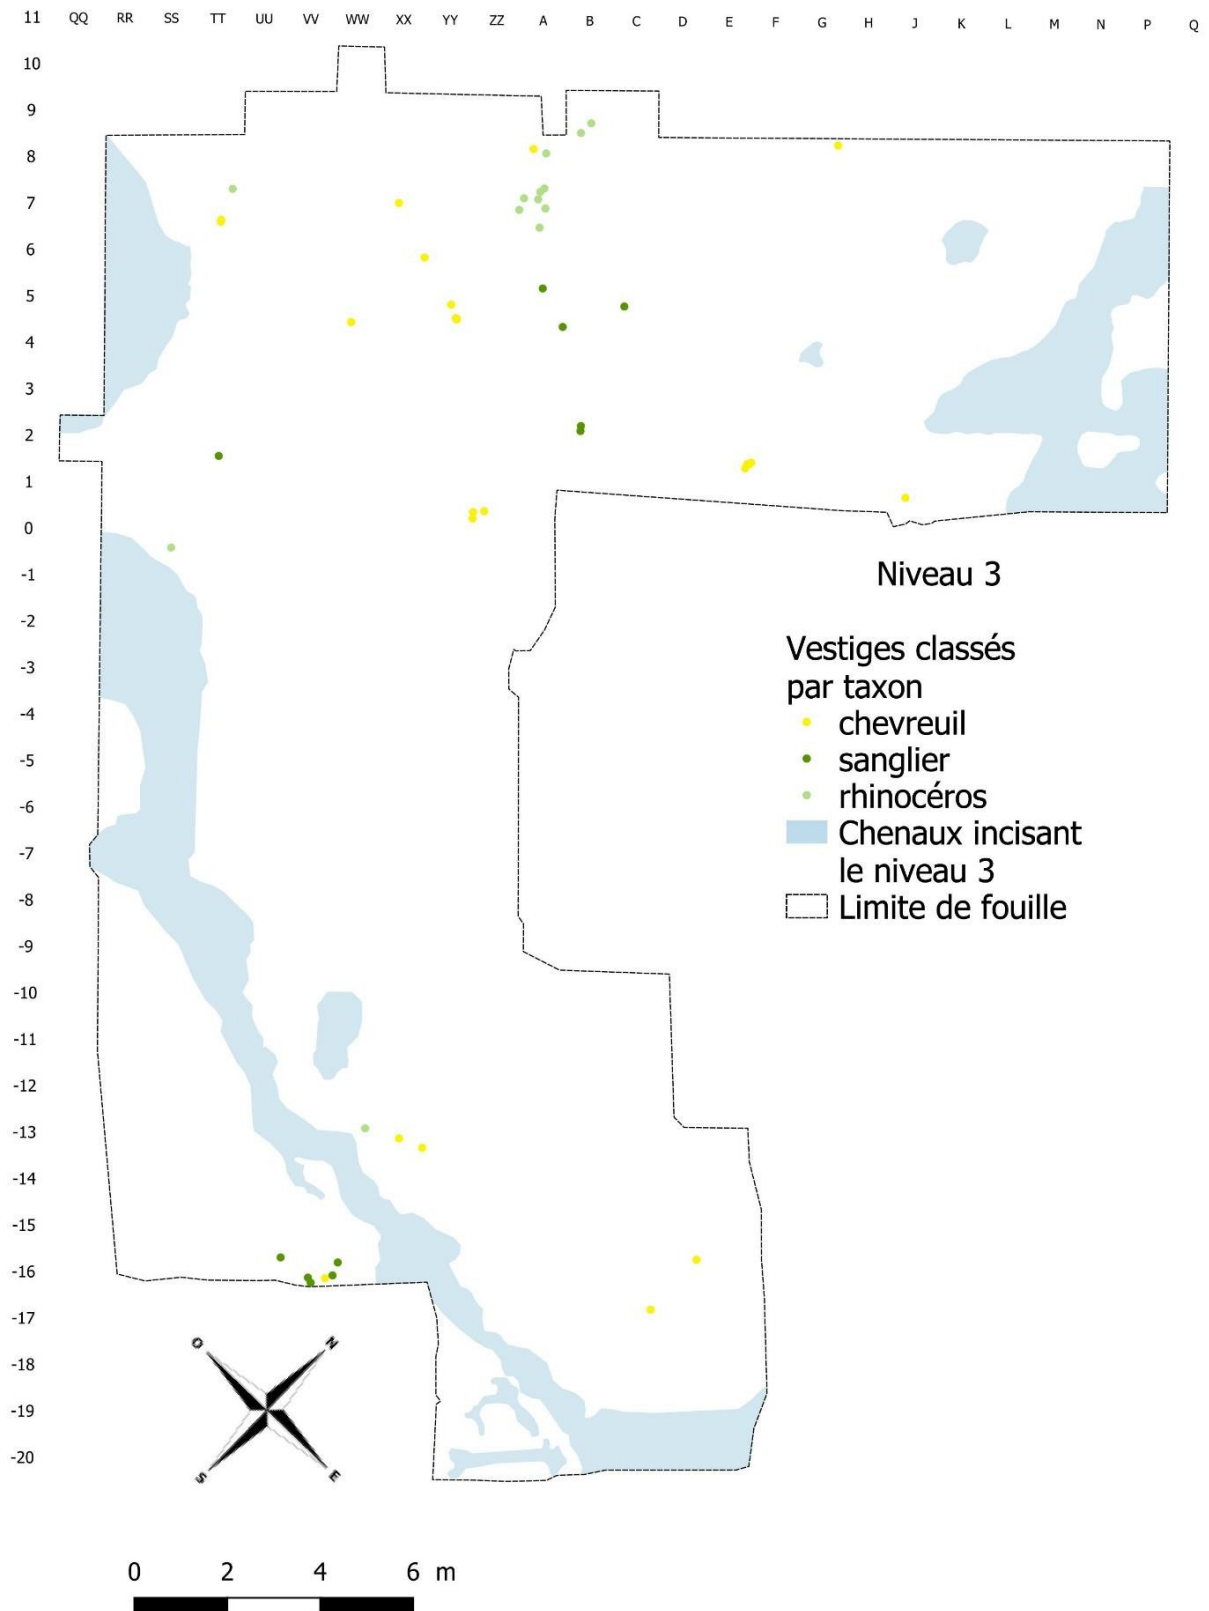 11 QQ RR SS TT UU VV WW XX YY ZZ A B C D E F G H J K L M N P Q
10
9
8
7
6
5
4
3
2
1
0
-1
Niveau 3
-2
Vestiges classés
-3
par taxon
-4
chevreuil
-5
sanglier
-6
rhinocéros
Chenaux incisant
-7
le niveau 3
-8
Limite de fouille
-9
-10
-11
-12
-13
-14
-15
-16
-17
O N
-18
-19
-20
S E
0 2 4 6 m